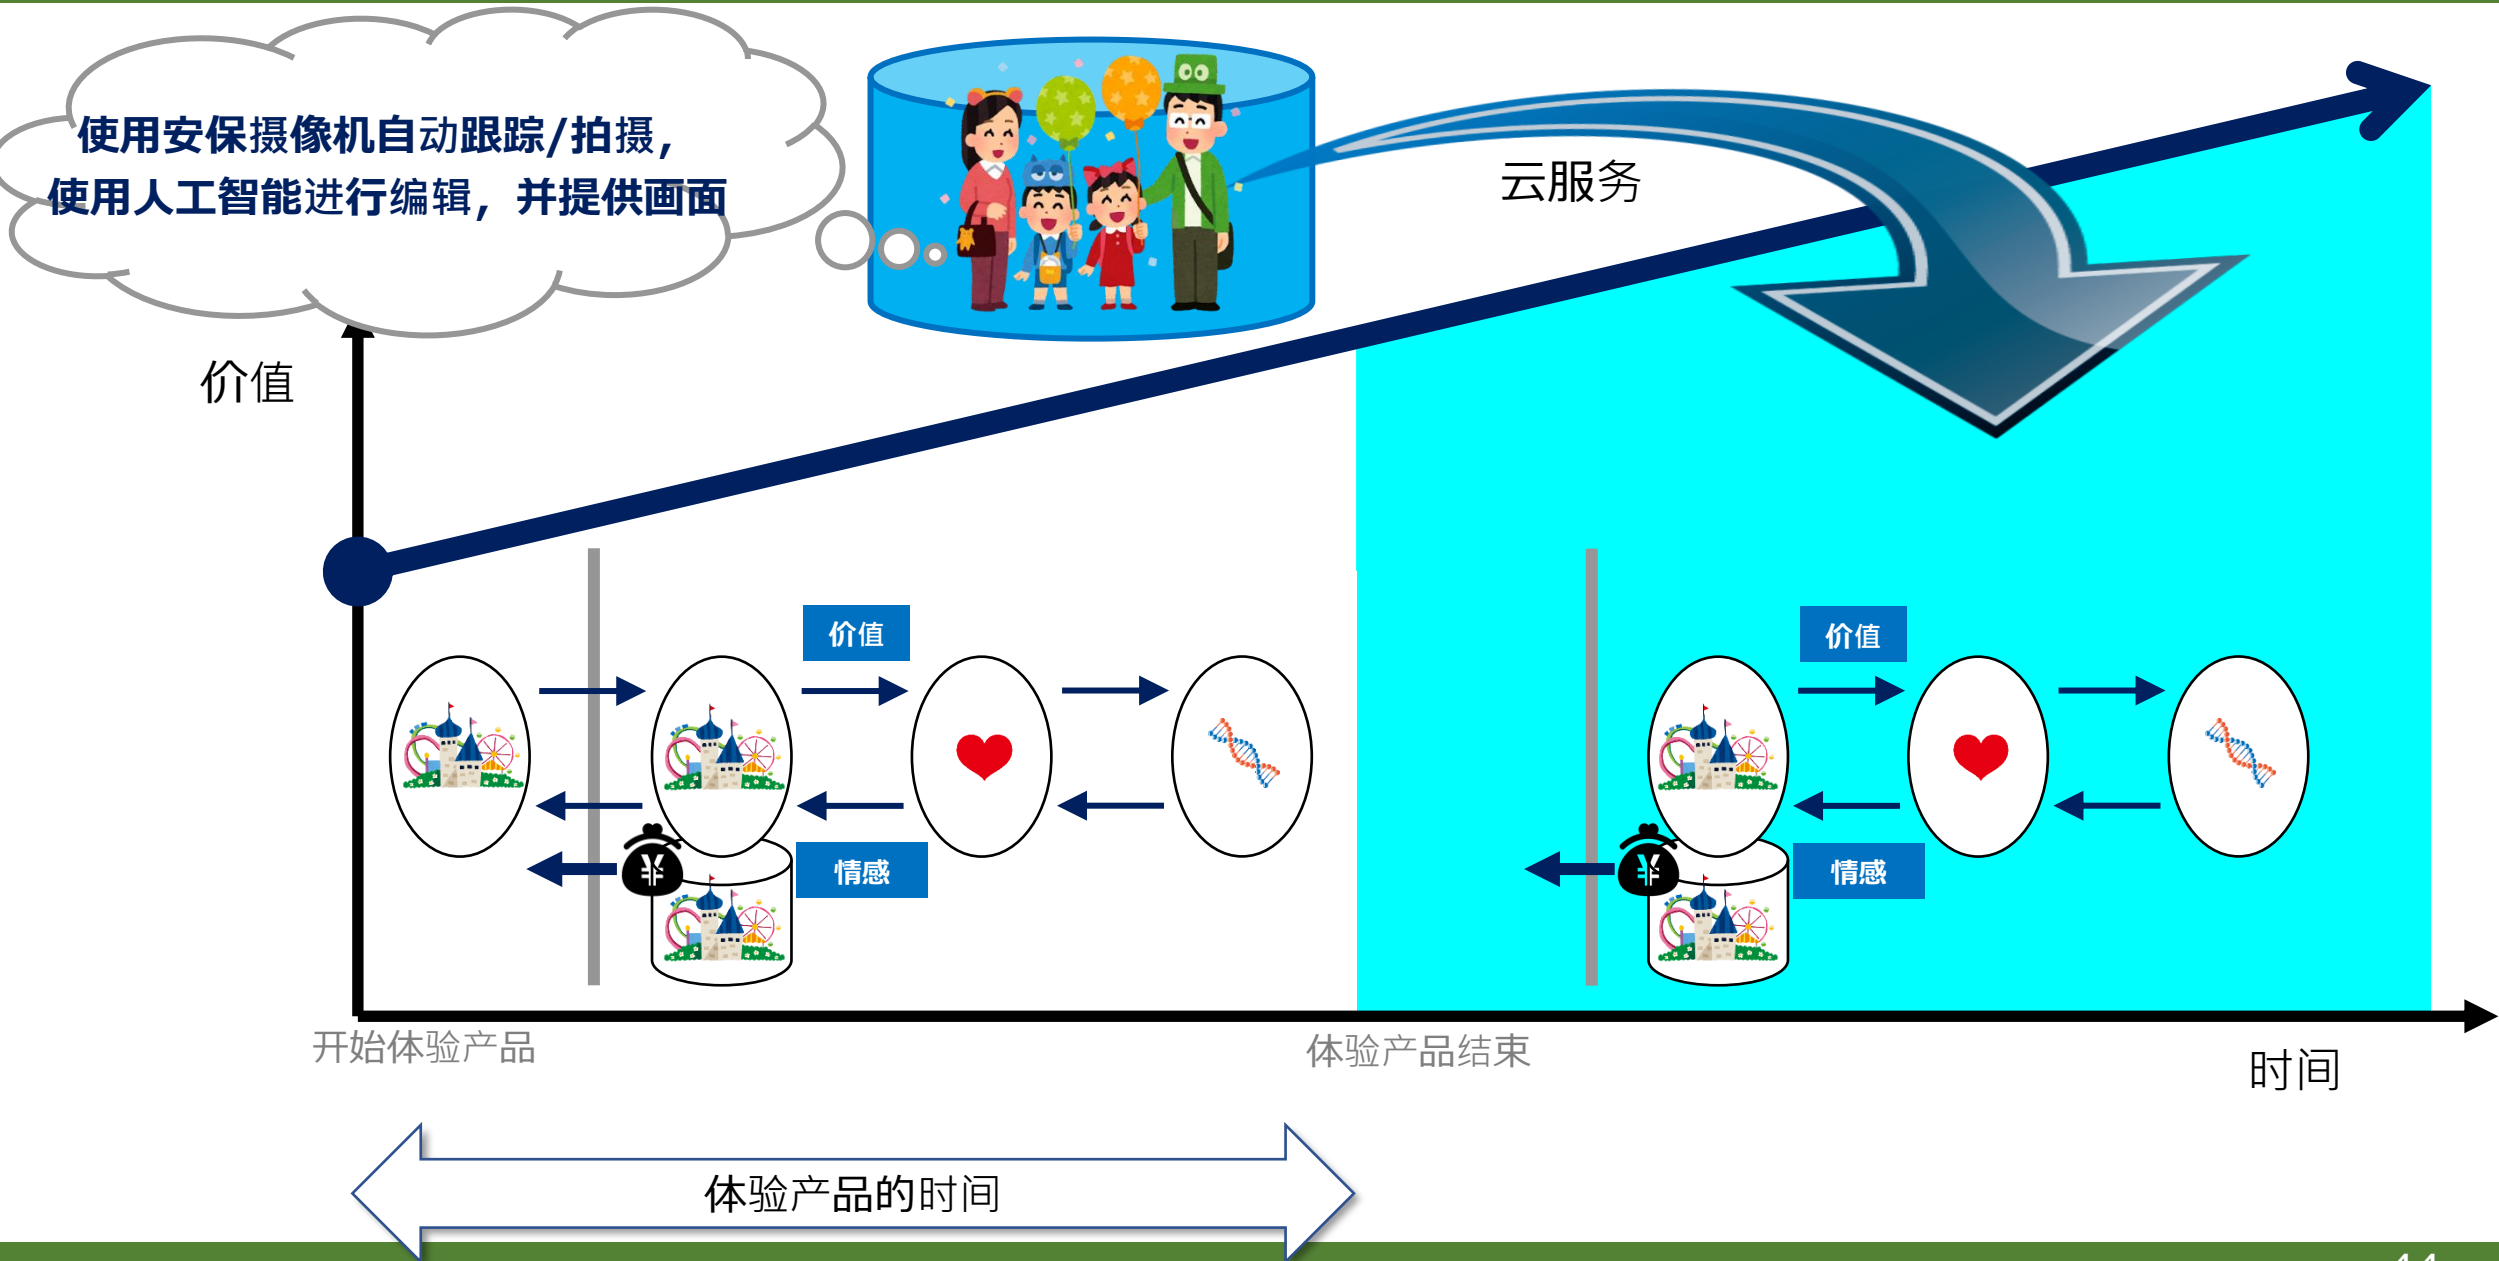 使用安保摄像机自动跟踪/拍摄，
使用人工智能进行编辑，并提供画面
云服务
价值
价值
价值
¥
情感
¥
情感
开始体验产品
体验产品结束
时间
体验产品的时间